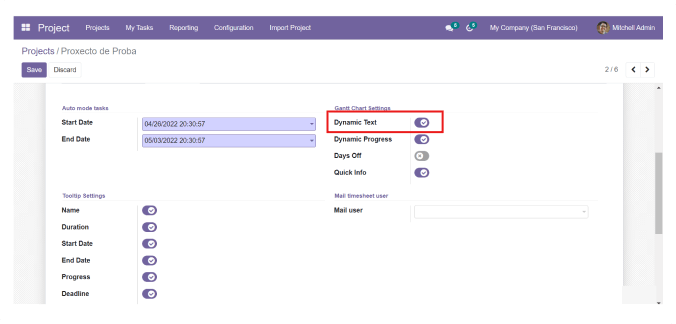 Project Projects My Tasks Reporting Configuration Import Project 6 6 My Company (San Francisco) Mitchell Admin
Projects / Proxecto de Proba
Save Discard 2 / 6
Auto mode tasks
Start Date 04/26/2022 20:30:57
End Date 05/03/2022 20:30:57
Gantt Chart Settings
Dynamic Text
Dynamic Progress
Days Off
Quick Info
Tooltip Settings
Name
Duration
Start Date
End Date
Progress
Deadline
Mail timesheet user
Mail user